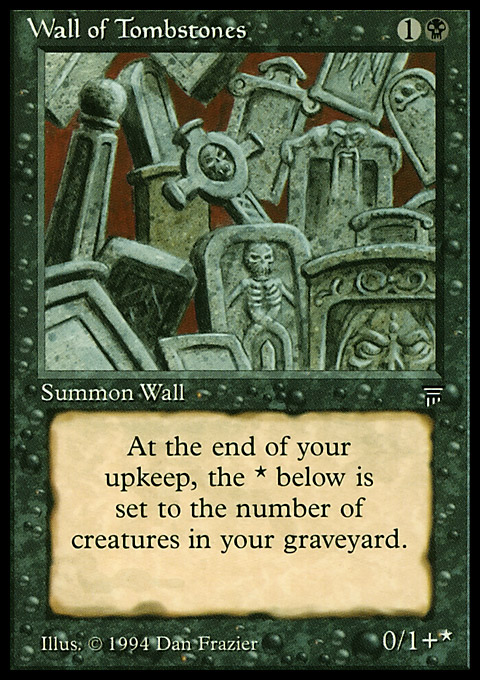 Wall of Tombstones 1
Summon Wall
At the end of your
upkeep, the * below is
set to the number of
creatures in your graveyard.
Illus. © 1994 Dan Frazier 0/1+*